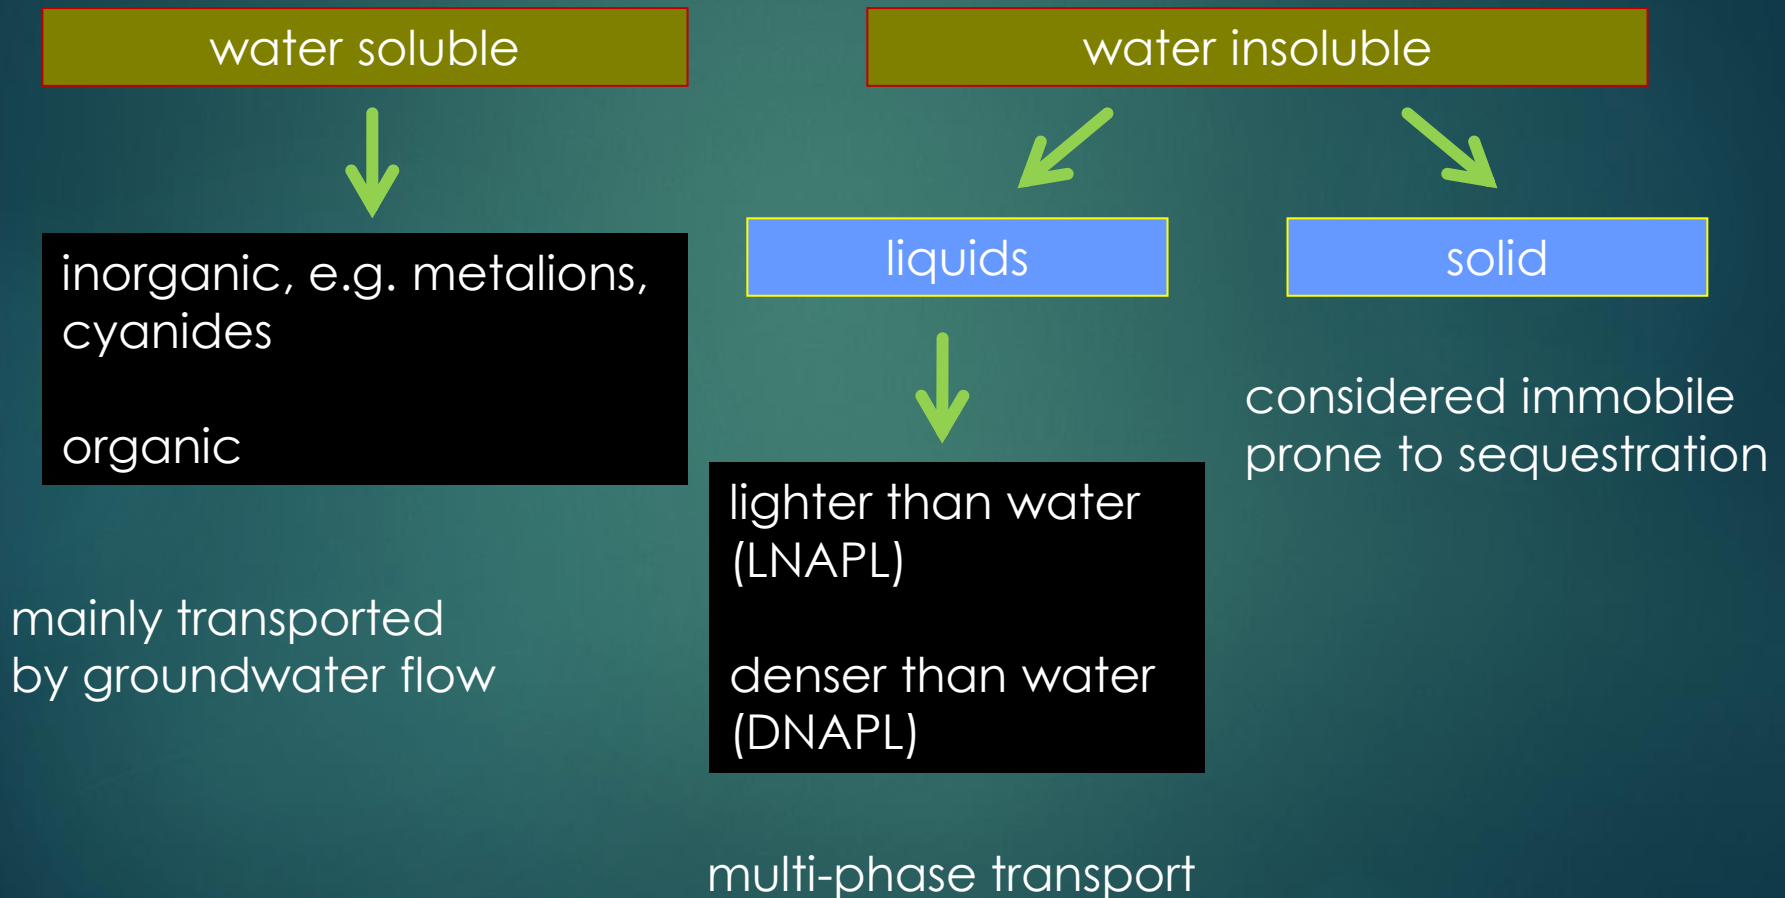 water soluble
water insoluble
inorganic, e.g. metalions,
cyanides
organic
mainly transported
by groundwater flow
liquids
lighter than water
(LNAPL)
denser than water
(DNAPL)
multi-phase transport
solid
considered immobile
prone to sequestration